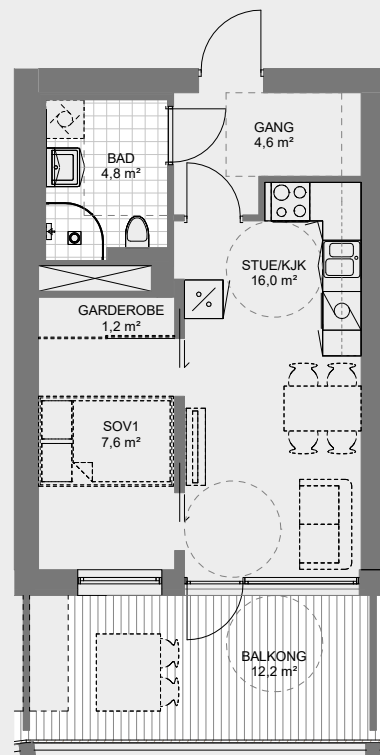 GANG
4,6 m²
BAD
4,8 m²
STUE/KJK
16,0 m²
GARDEROBE
1,2 m²
SOV1
7,6 m²
BALKONG
12,2 m²